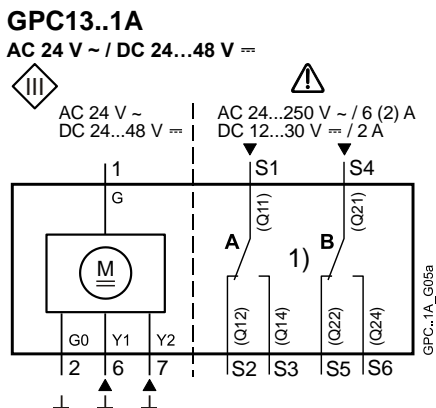 GPC13..1A
AC 24 V ~ / DC 24...48 V ⎓
III
AC 24 V ~
DC 24...48 V ⎓
AC 24...250 V ~ / 6 (2) A
DC 12...30 V ⎓ / 2 A
1
S1
S4
G
(Q11)
(Q21)
A
1)
B
M
(Q12)
(Q14)
(Q22)
(Q24)
G0
Y1
Y2
2
6
7
S2
S3
S5
S6
GPC..1A_G05a